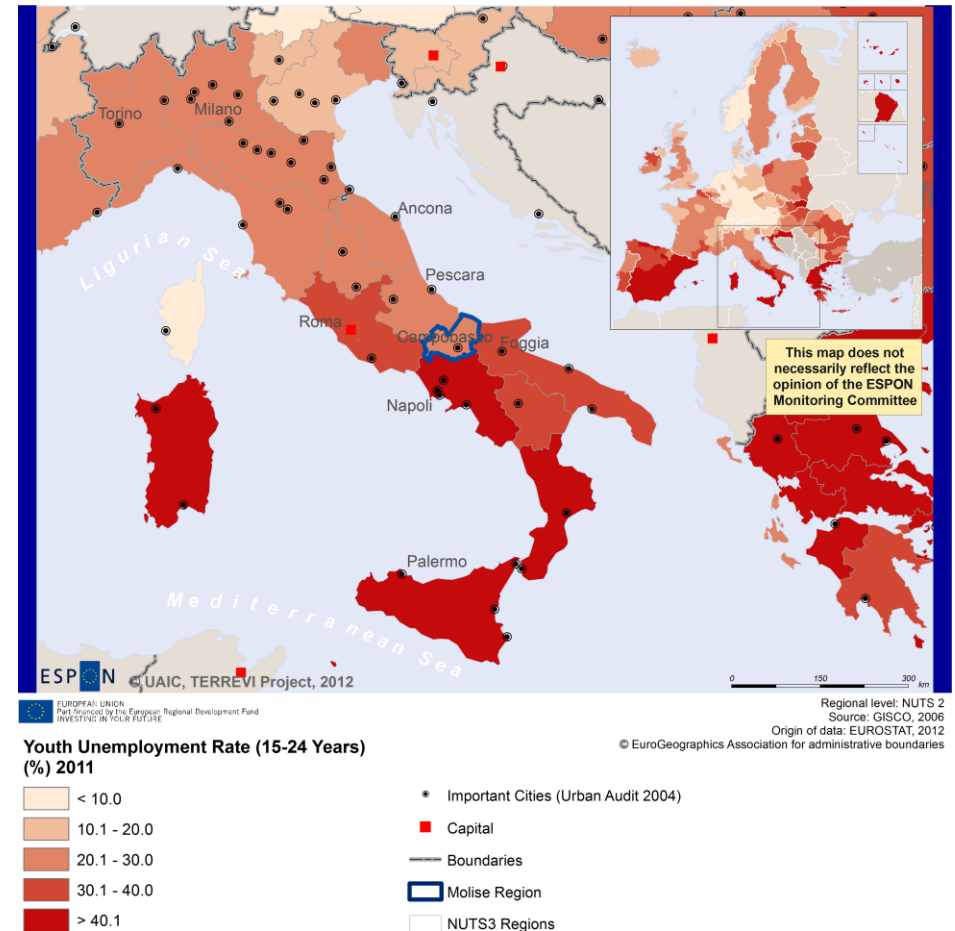 Torino
Milano
Ancona
Ligurian Sea
Pescara
Roma
Campobasso
Foggia
This map does not
necessarily reflect the
opinion of the ESPON
Monitoring Committee
Napoli
Palermo
Mediterranean Sea
ESPON
© UAIC, TERREVI Project, 2012
0 150 300 km
EUROPEAN UNION
Part-financed by the European Regional Development Fund
INVESTING IN YOUR FUTURE
Regional level: NUTS 2
Source: GISCO, 2006
Origin of data: EUROSTAT, 2012
© EuroGeographics Association for administrative boundaries
Youth Unemployment Rate (15-24 Years)
(%) 2011
< 10.0
10.1 - 20.0
20.1 - 30.0
30.1 - 40.0
> 40.1
Important Cities (Urban Audit 2004)
Capital
Boundaries
Molise Region
NUTS3 Regions